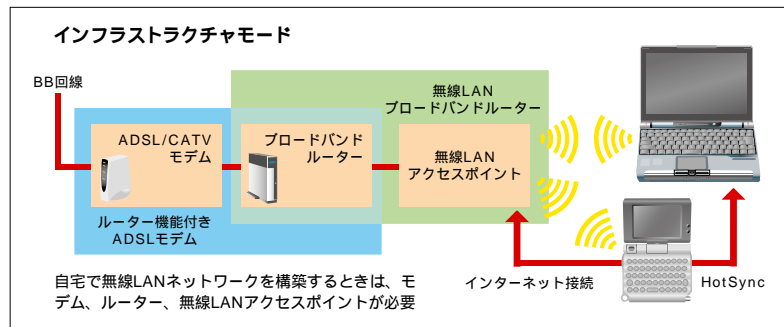 インフラストラクチャモード
BB回線
無線LAN
ブロードバンドルーター
ADSL/CATV
モデム
ブロードバンド
ルーター
無線LAN
アクセスポイント
ルーター機能付き
ADSLモデム
自宅で無線LANネットワークを構築するときは、モ
デム、ルーター、無線LANアクセスポイントが必要
インターネット接続
HotSync